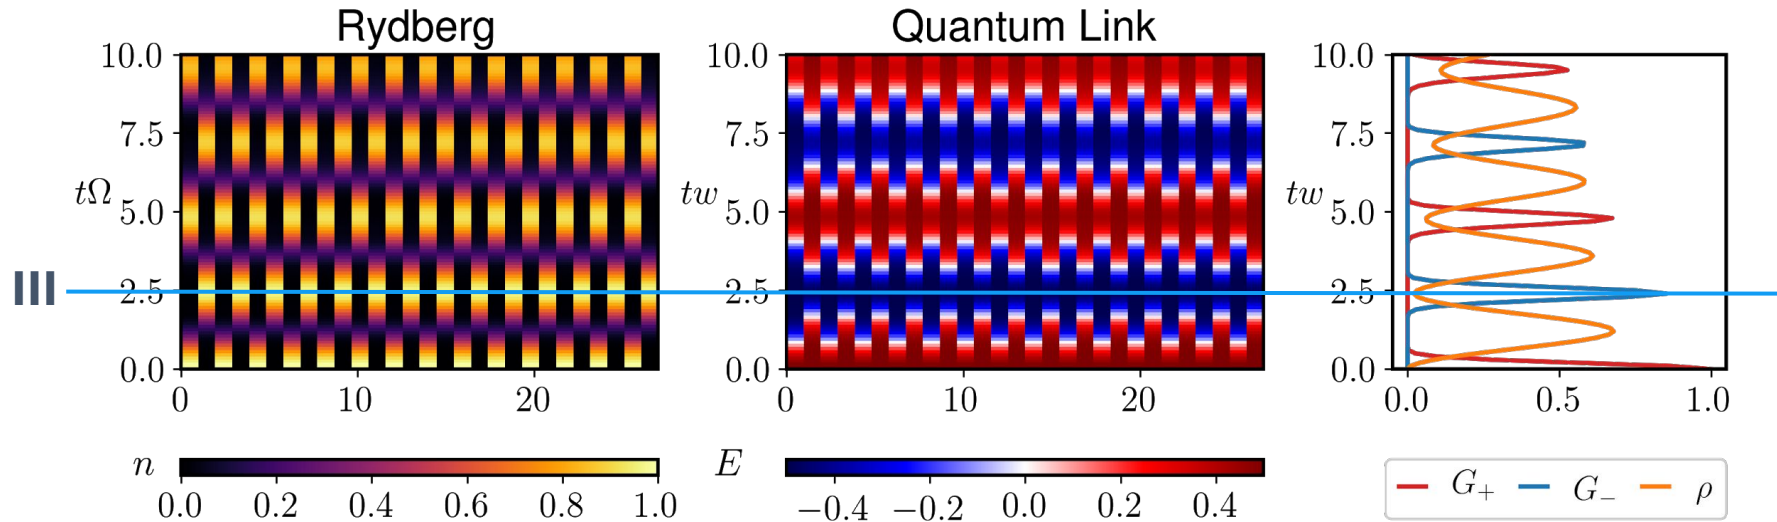 Rydberg
Quantum Link
10.0
7.5
tΩ 5.0
III
2.5
0.0
0 10 20
10.0
7.5
tw 5.0
2.5
0.0
0 10 20
10.0
7.5
tw 5.0
2.5
0.0
0.0 0.5 1.0
n
0.0 0.2 0.4 0.6 0.8 1.0
E
−0.4 −0.2 0.0 0.2 0.4
G₊ G₋ ρ